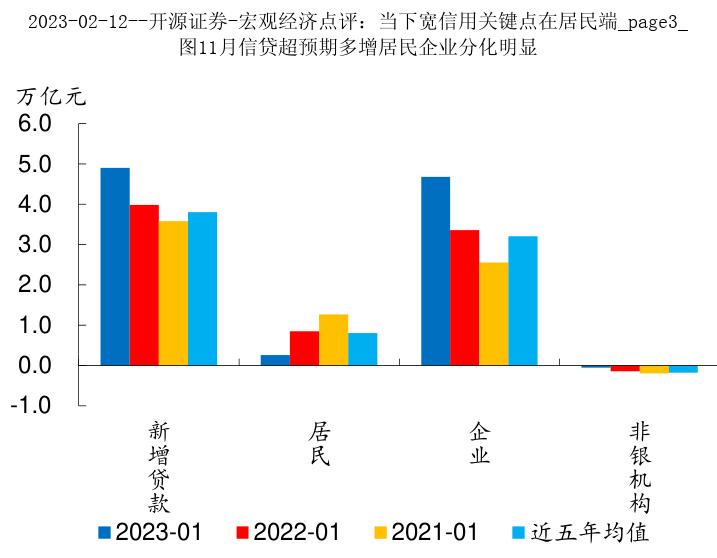 2023-02-12--开源证券-宏观经济点评：当下宽信用关键点在居民端_page3_
图11月信贷超预期多增居民企业分化明显
万亿元
6.0
5.0
4.0
3.0
2.0
1.0
0.0
-1.0
新增贷款
居民
企业
非银机构
2023-01
2022-01
2021-01
近五年均值